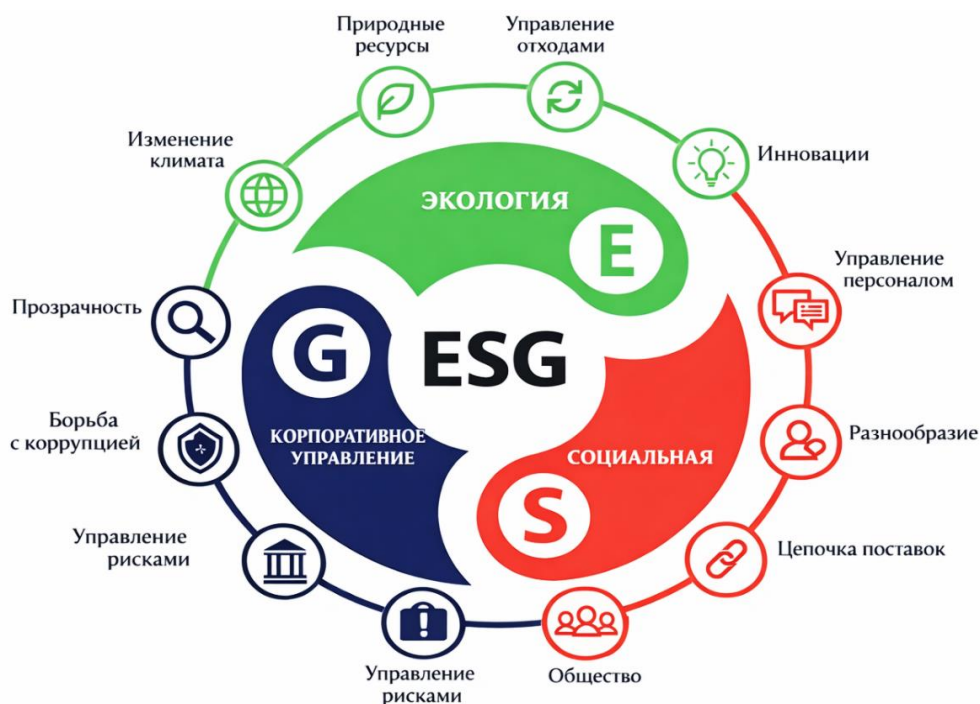 Природные
ресурсы
Управление
отходами
Изменение
климата
Инновации
ЭКОЛОГИЯ
E
Управление
персоналом
Прозрачность
G
ESG
Борьба
с коррупцией
КОРПОРАТИВНОЕ
УПРАВЛЕНИЕ
СОЦИАЛЬНАЯ
Разнообразие
S
Управление
рисками
Цепочка поставок
Управление
рисками
Общество